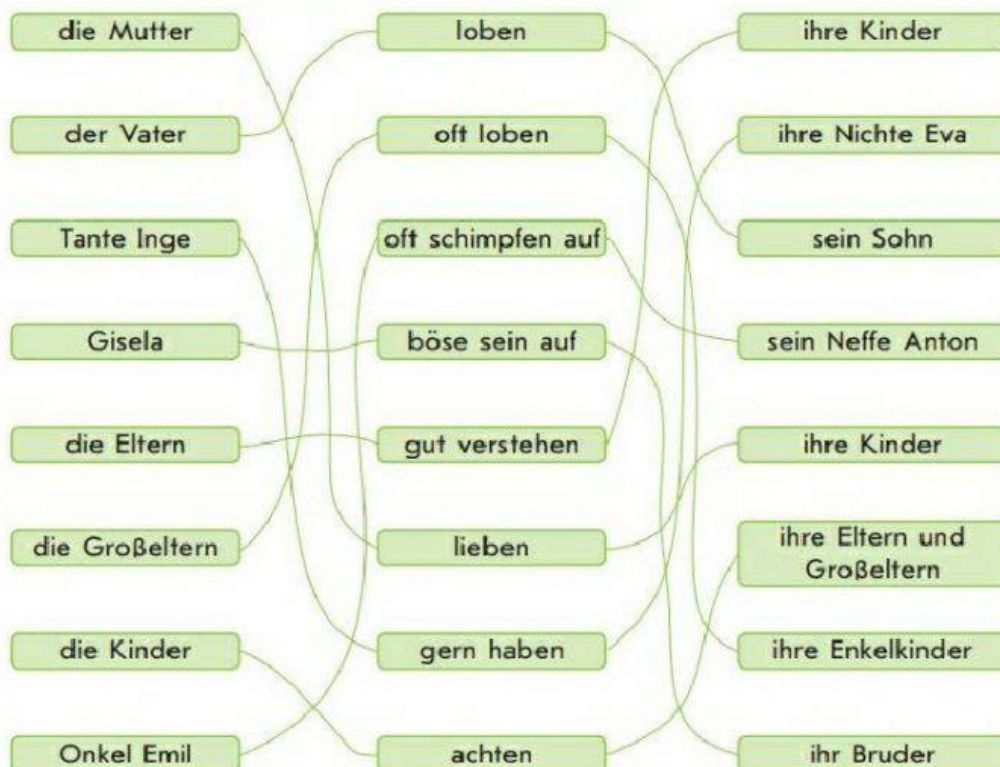 die Mutter
loben
ihre Kinder
der Vater
oft loben
ihre Nichte Eva
Tante Inge
oft schimpfen auf
sein Sohn
Gisela
böse sein auf
sein Neffe Anton
die Eltern
gut verstehen
ihre Kinder
die Großeltern
lieben
ihre Eltern und
Großeltern
die Kinder
gern haben
ihre Enkelkinder
Onkel Emil
achten
ihr Bruder